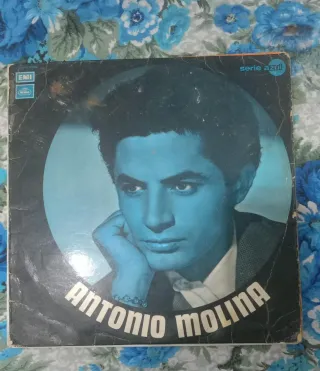 EMI
serie azul
ANTONIO MOLINA